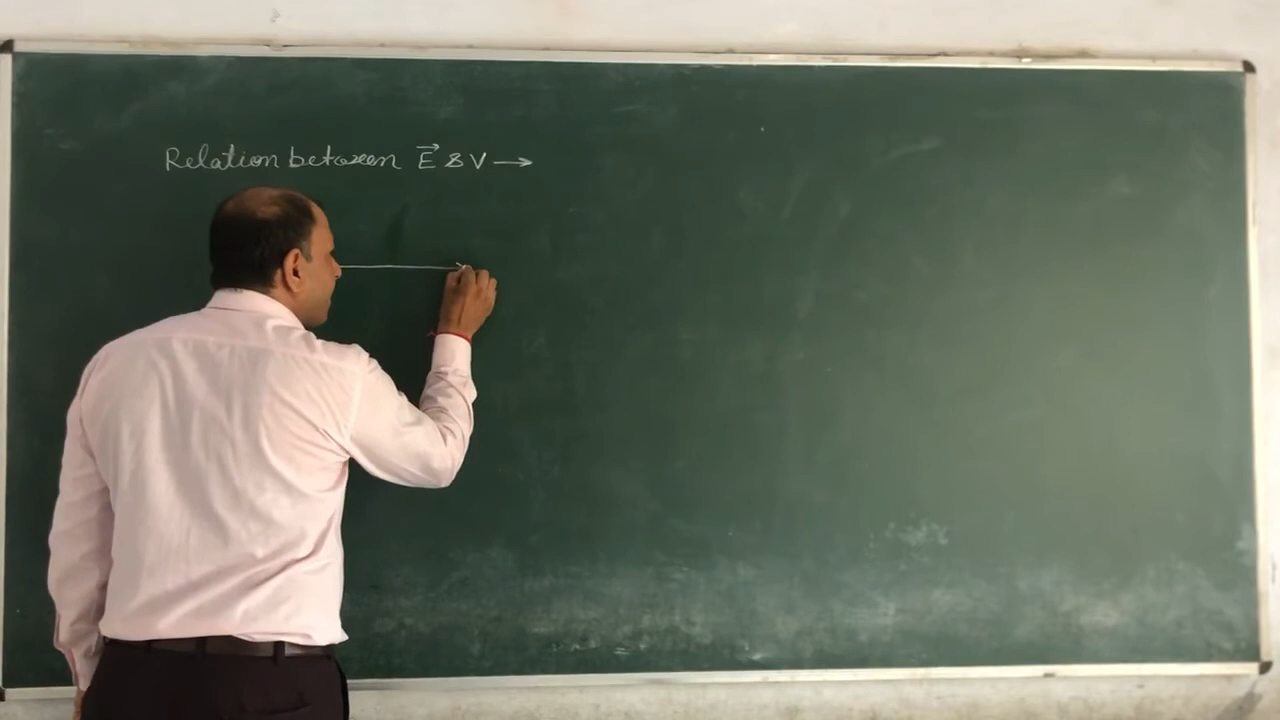 Relation between E⃗ & V →